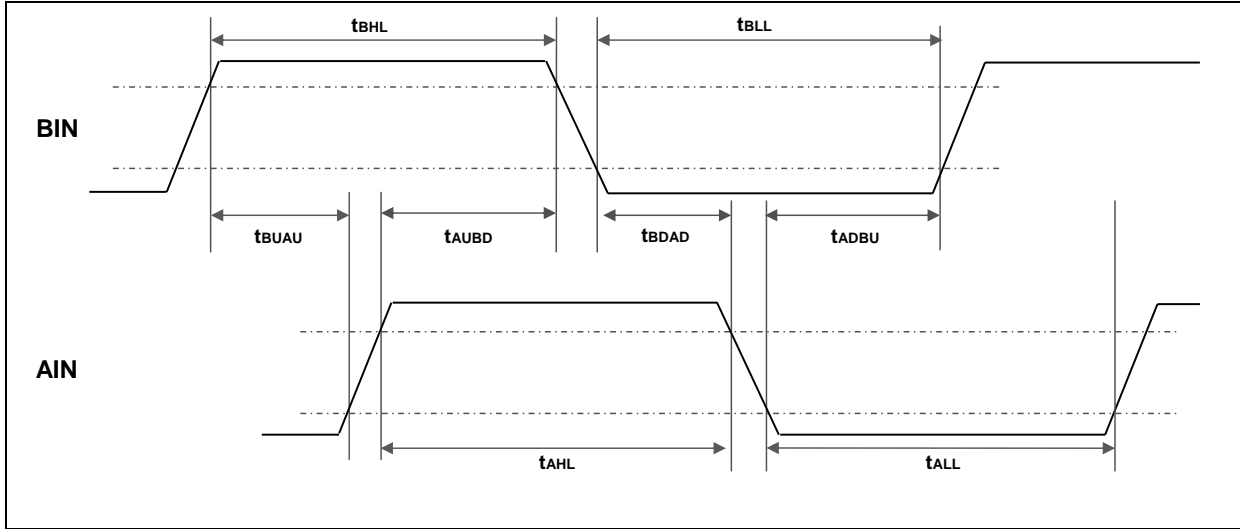 tBHL
tBLL
BIN
tBUAU
tAUBD
tBDAD
tADBU
AIN
tAHL
tALL